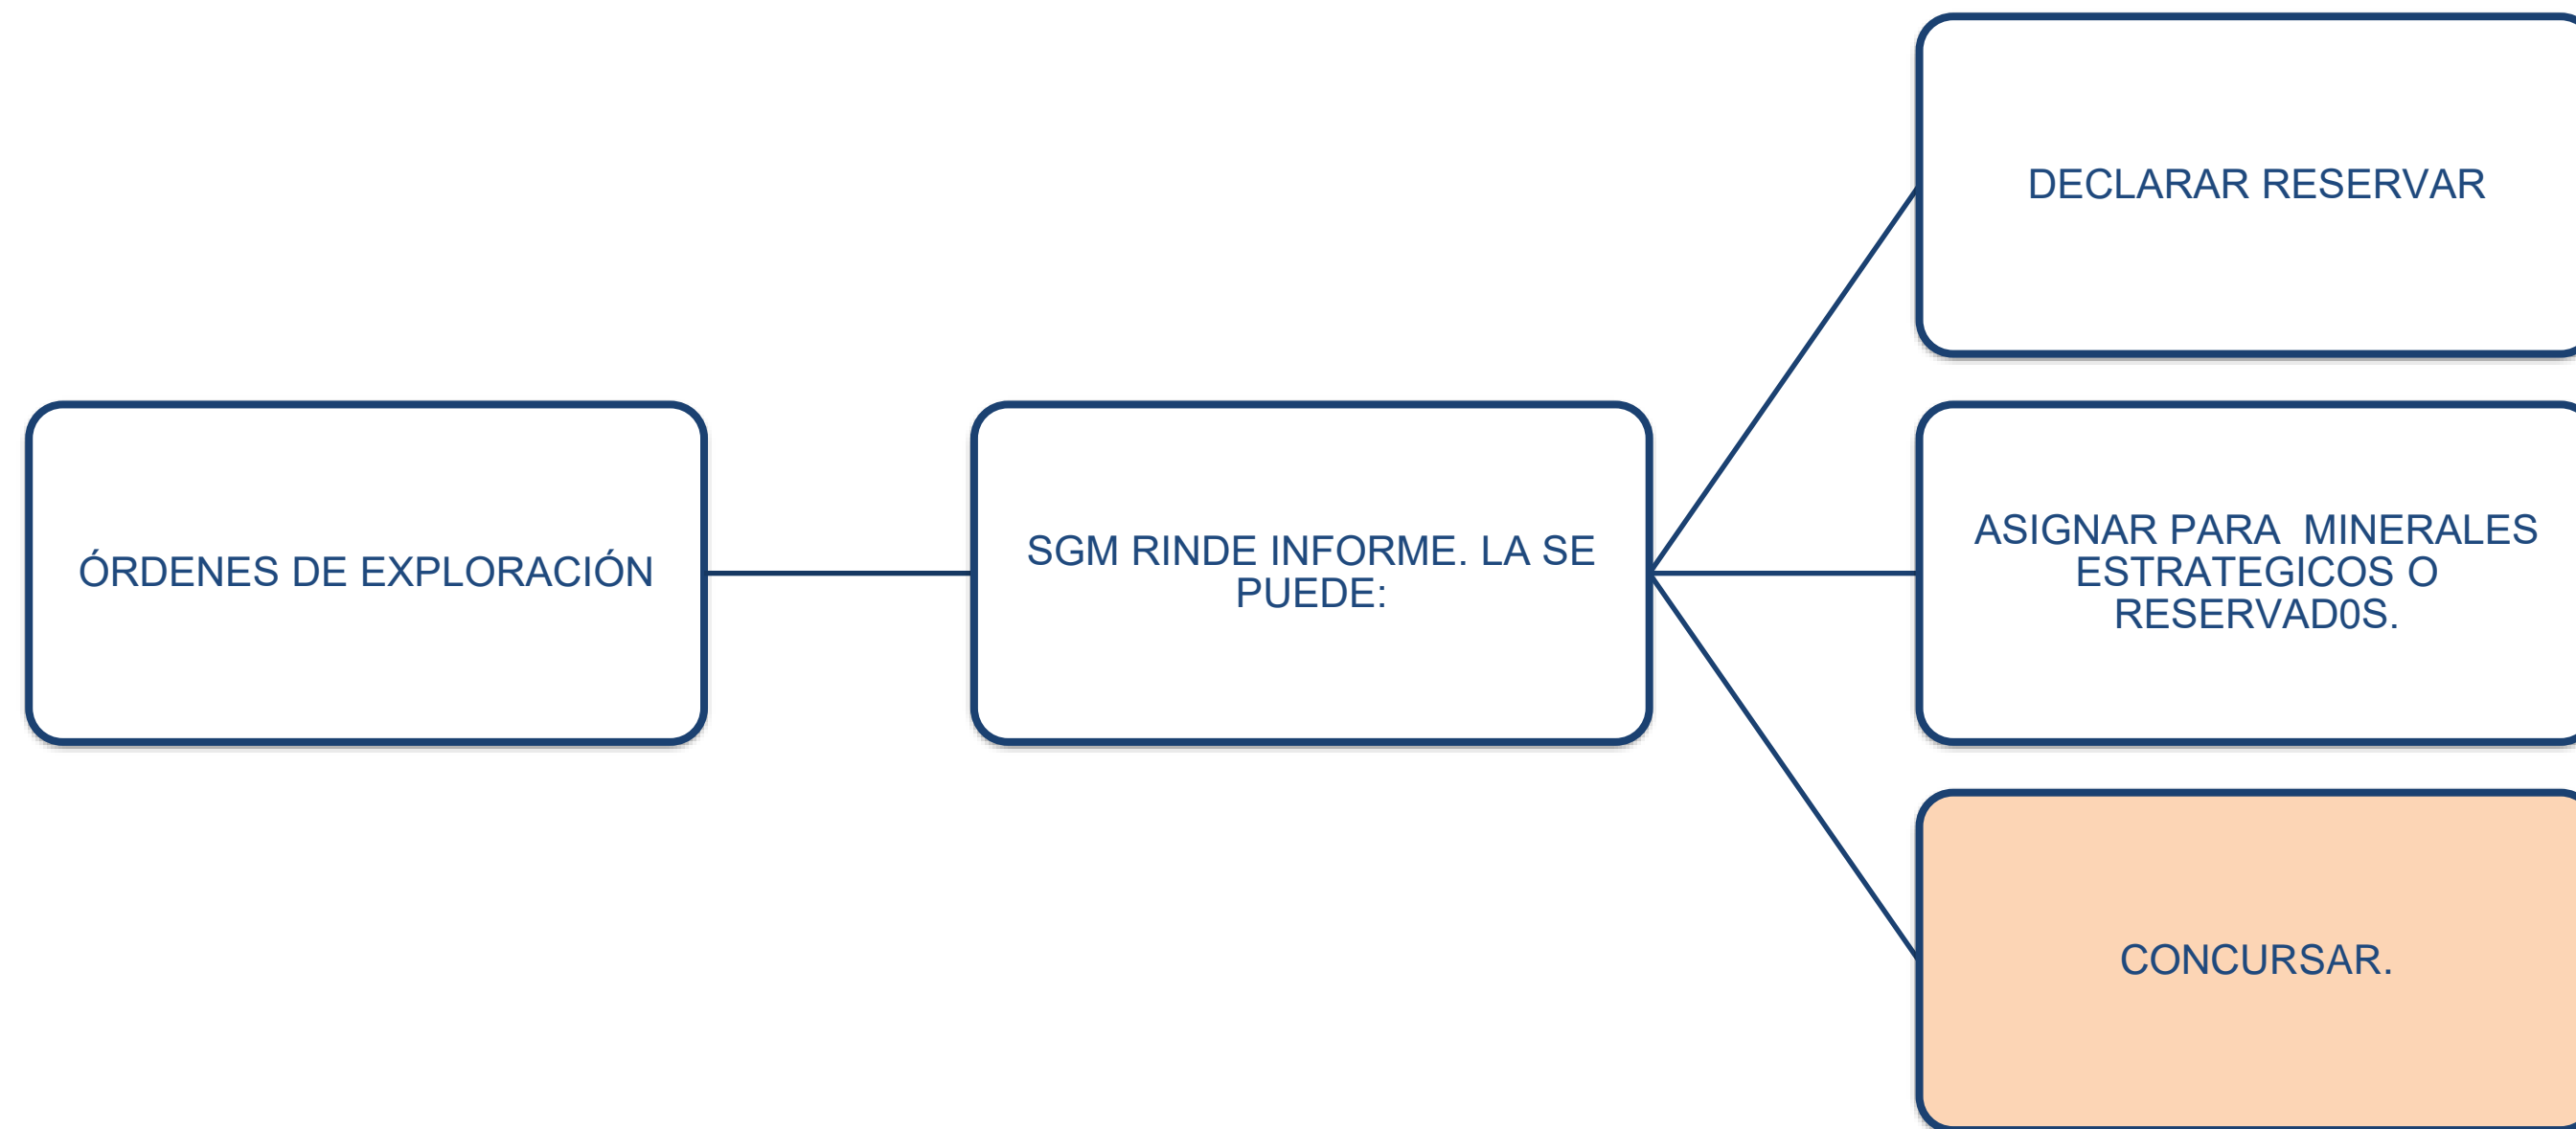 ÓRDENES DE EXPLORACIÓN
SGM RINDE INFORME. LA SE
PUEDE:
DECLARAR RESERVAR
ASIGNAR PARA  MINERALES
ESTRATEGICOS O
RESERVAD0S.
CONCURSAR.